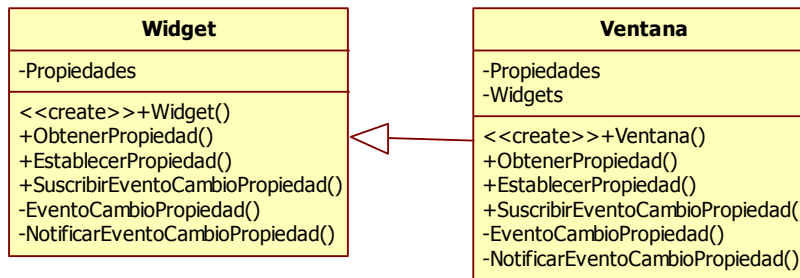 Widget
-Propiedades
<<create>>+Widget()
+ObtenerPropiedad()
+EstablecerPropiedad()
+SuscribirEventoCambioPropiedad()
-EventoCambioPropiedad()
-NotificarEventoCambioPropiedad()
Ventana
-Propiedades
-Widgets
<<create>>+Ventana()
+ObtenerPropiedad()
+EstablecerPropiedad()
+SuscribirEventoCambioPropiedad(
-EventoCambioPropiedad()
-NotificarEventoCambioPropiedad()